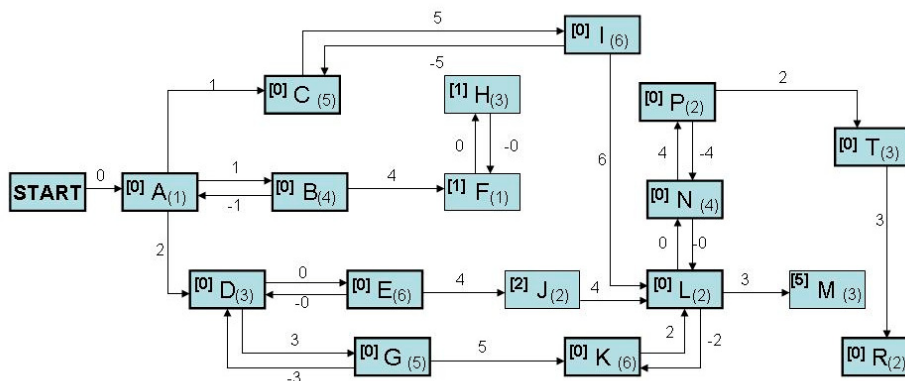 5
[0] I (6)
-5
1
[0] C (5)
[1] H (3)
[0] P (2)
2
0
-0
6
4
-4
[0] T (3)
START
0
[0] A (1)
1
-1
[0] B (4)
4
[1] F (1)
[0] N (4)
3
2
0
-0
[0] D (3)
0
-0
[0] E (6)
4
[2] J (2)
4
[0] L (2)
3
[5] M (3)
3
-3
[0] G (5)
5
[0] K (6)
2
-2
[0] R (2)